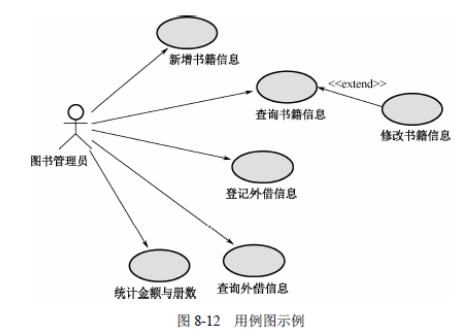 新增书籍信息
<<extend>>
查询书籍信息
修改书籍信息
图书管理员
登记外借信息
统计金额与册数
查询外借信息
图 8-12 用例图示例